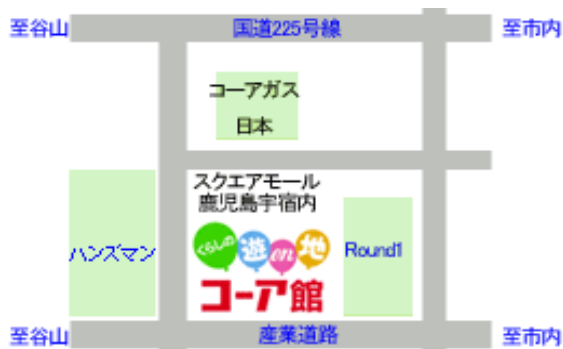 至谷山 国道225号線 至市内
コーアガス
日本
スクエアモール
鹿児島宇宿内
くらしの遊en地
ハンズマン
Round1
コーア館
至谷山 産業道路 至市内